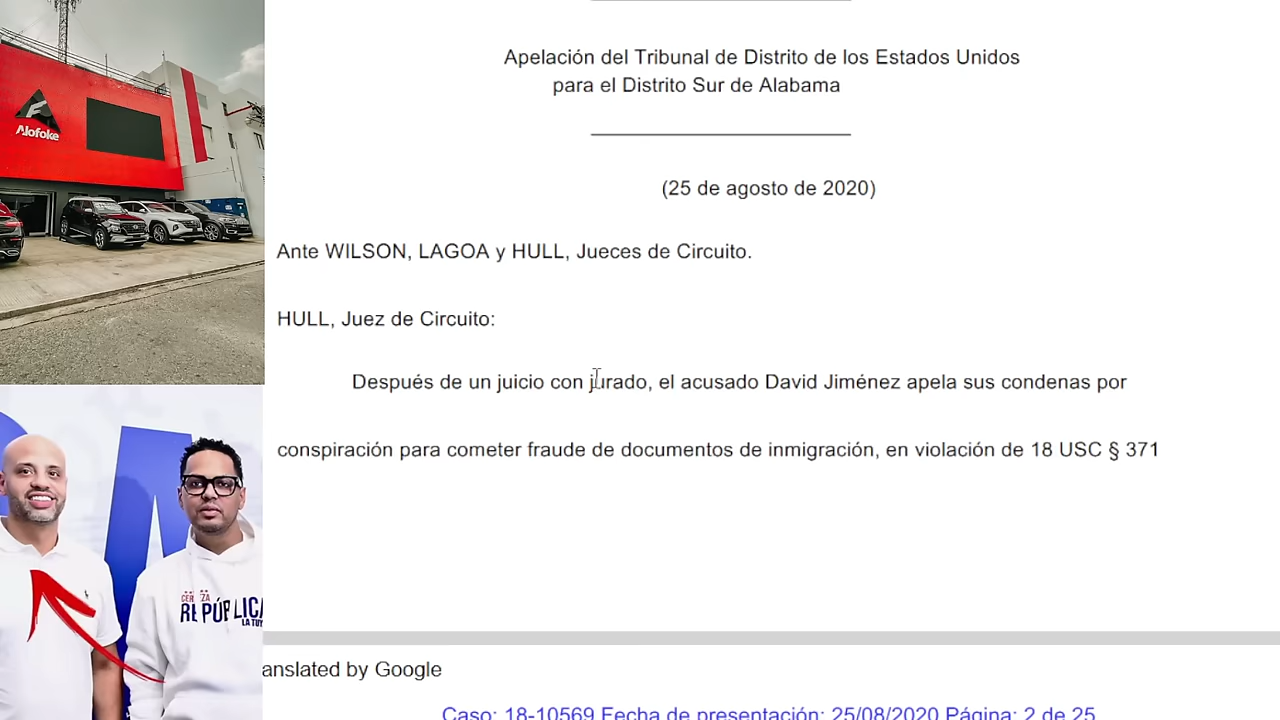 Apelación del Tribunal de Distrito de los Estados Unidos
para el Distrito Sur de Alabama
(25 de agosto de 2020)
Ante WILSON, LAGOA y HULL, Jueces de Circuito.
HULL, Juez de Circuito:
Después de un juicio con jurado, el acusado David Jiménez apela sus condenas por
conspiración para cometer fraude de documentos de inmigración, en violación de 18 USC § 371
anslated by Google
Caso: 18-10569 Fecha de presentación: 25/08/2020 Página: 2 de 25
Alofoke
REPÚBLICA
LA TUY